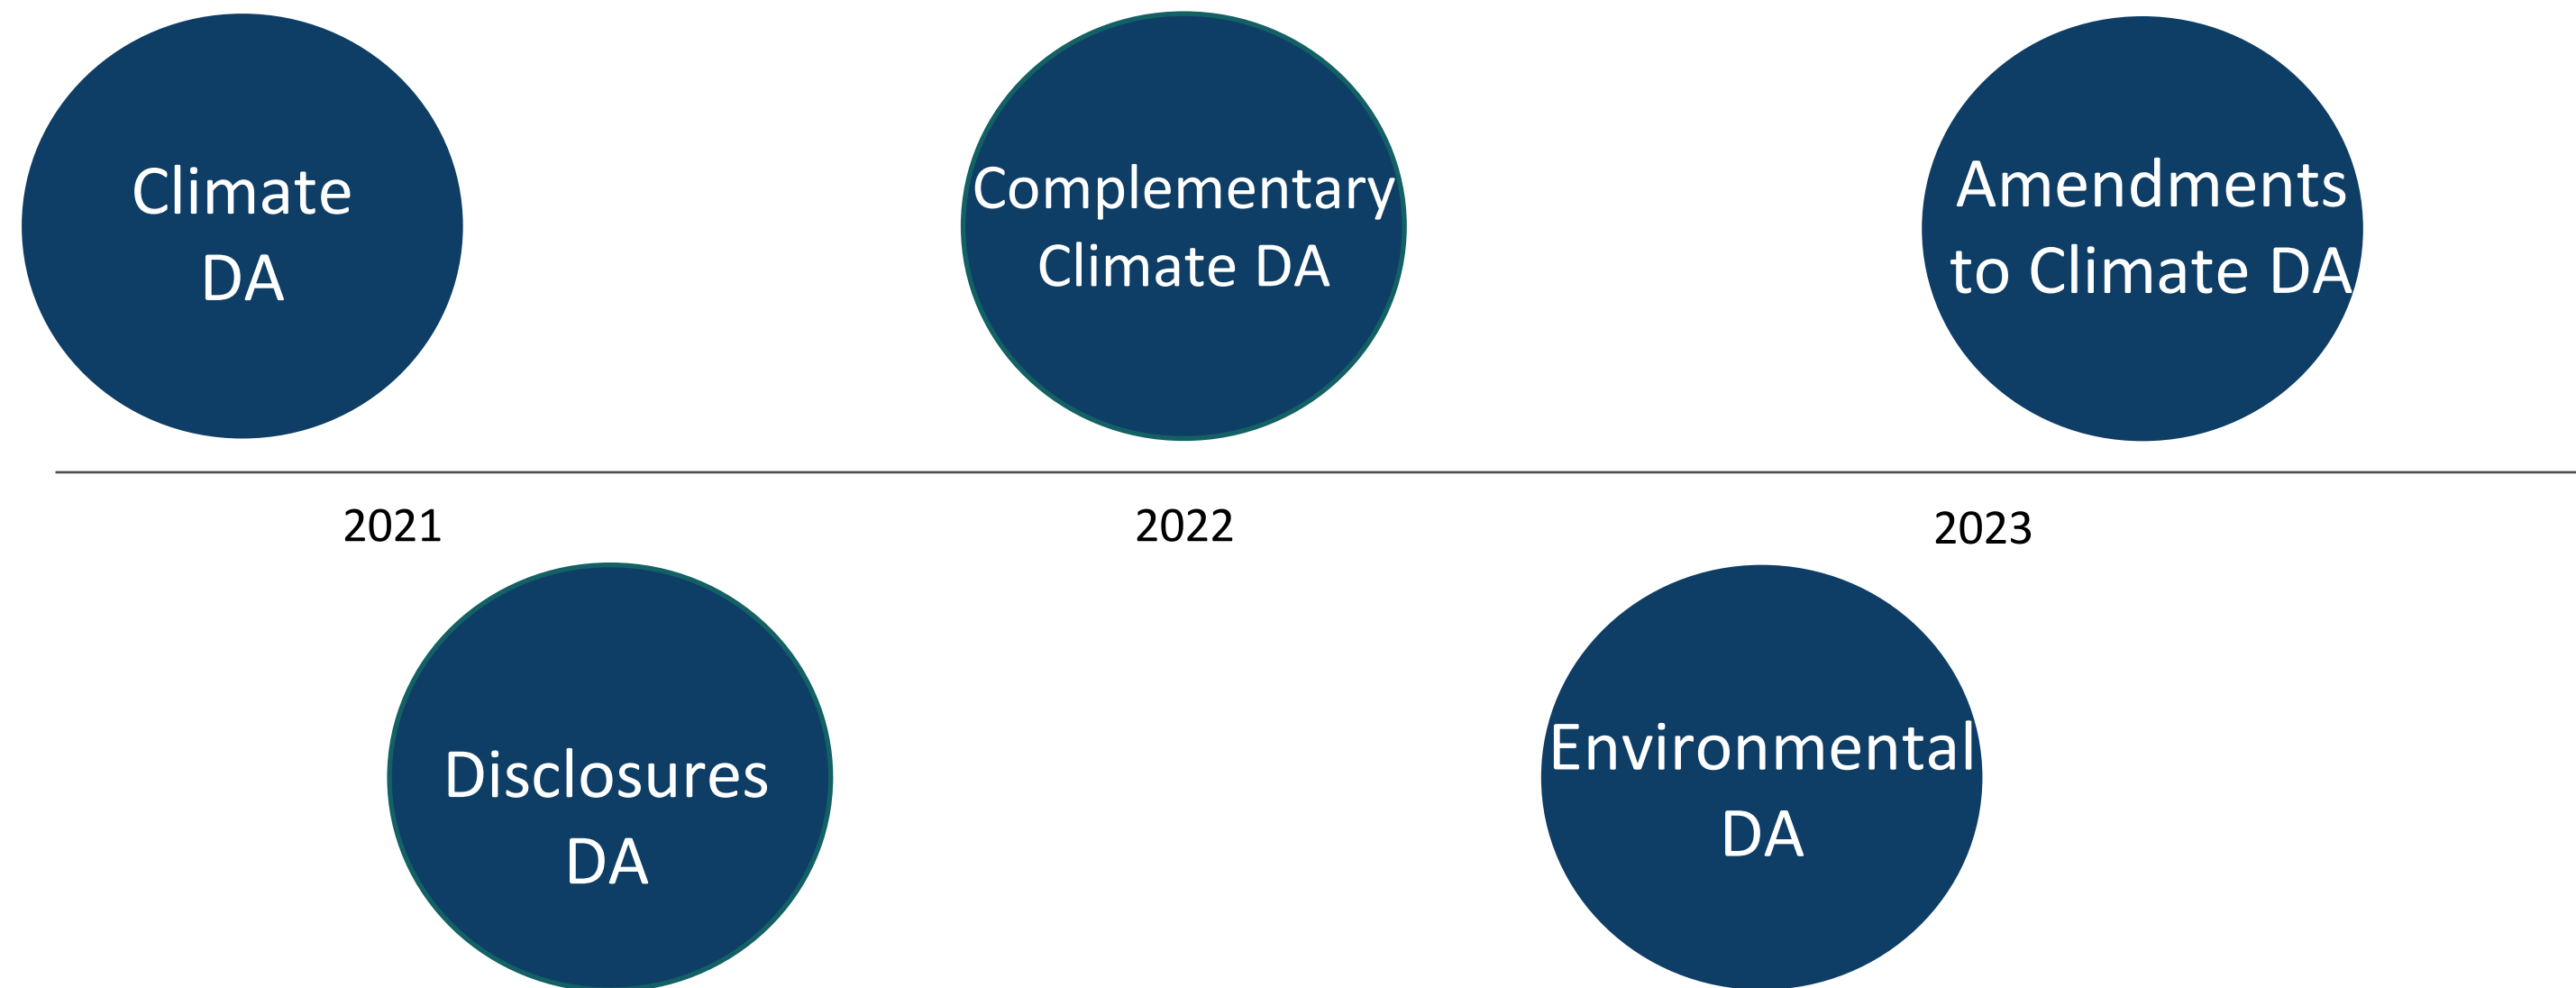 Climate
DA
Complementary
Climate DA
Amendments
to Climate DA
2021
2022
2023
Disclosures
DA
Environmental
DA